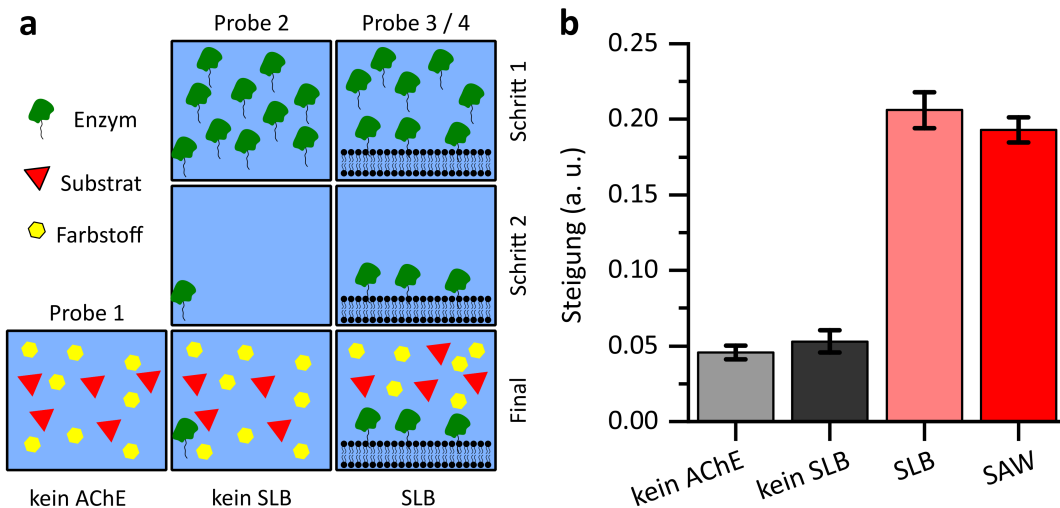 a
Probe 2
Probe 3 / 4
Enzym
Substrat
Farbstoff
Schritt 1
Schritt 2
Probe 1
Final
kein AChE
kein SLB
SLB
b
Steigung (a. u.)
0.25
0.20
0.15
0.10
0.05
0.00
kein AChE
kein SLB
SLB
SAW